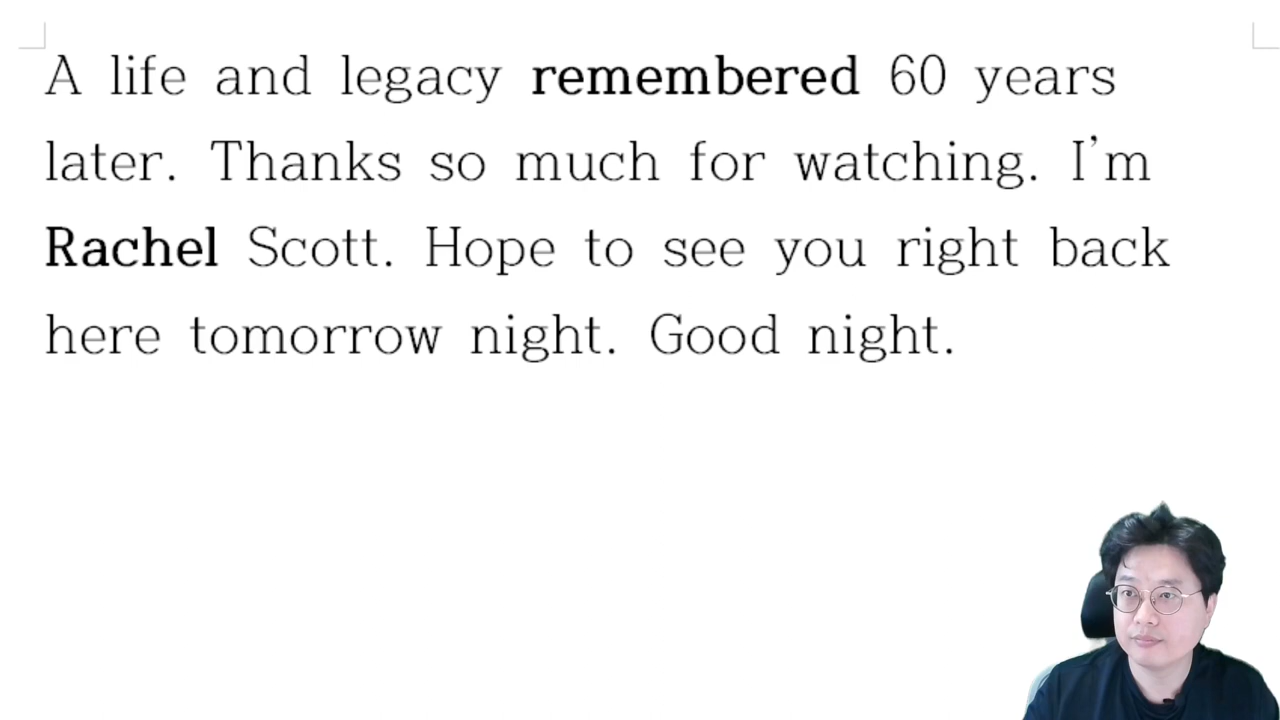 A life and legacy remembered 60 years
later. Thanks so much for watching. I'm
Rachel Scott. Hope to see you right back
here tomorrow night. Good night.